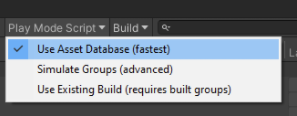 Play Mode Script Build
Use Asset Database (fastest)
Simulate Groups (advanced)
Use Existing Build (requires built groups)